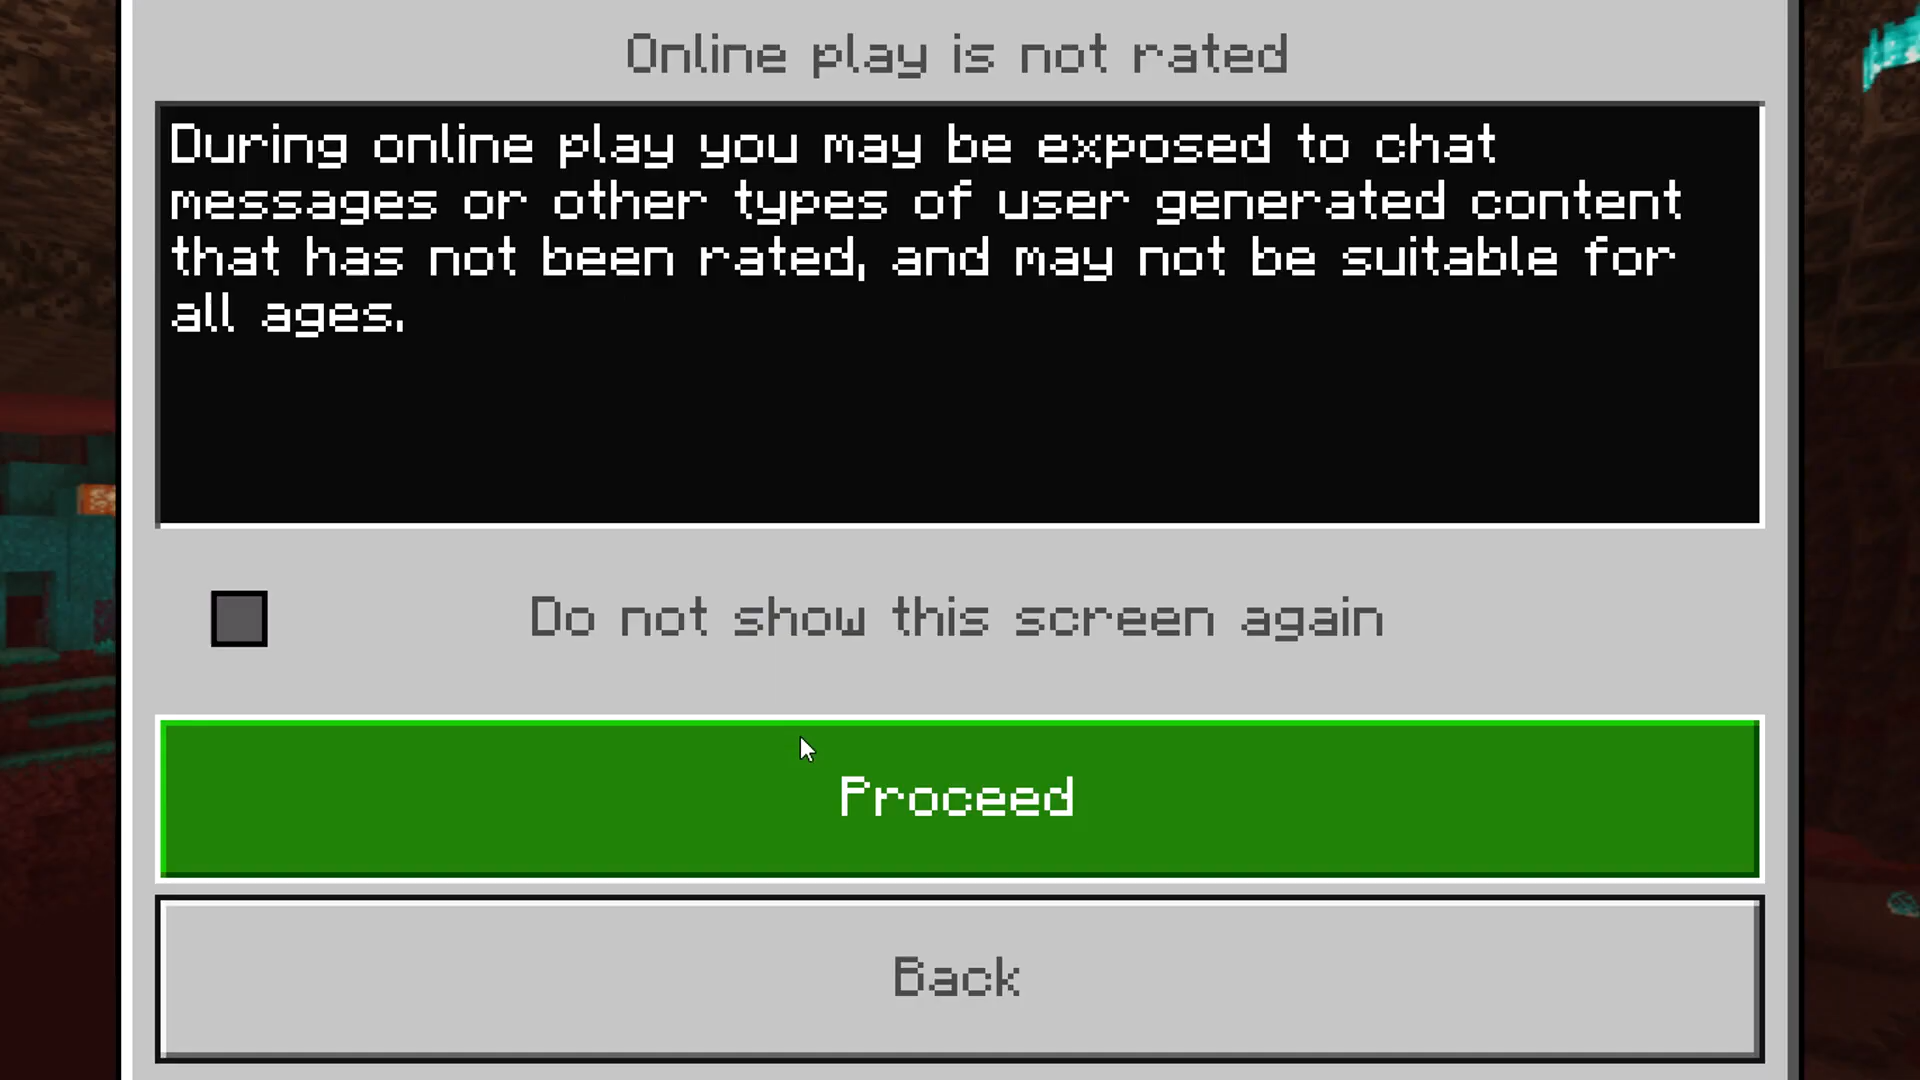 Online play is not rated
During online play you may be exposed to chat
messages or other types of user generated content
that has not been rated, and may not be suitable for
all ages.
Do not show this screen again
Proceed
Back